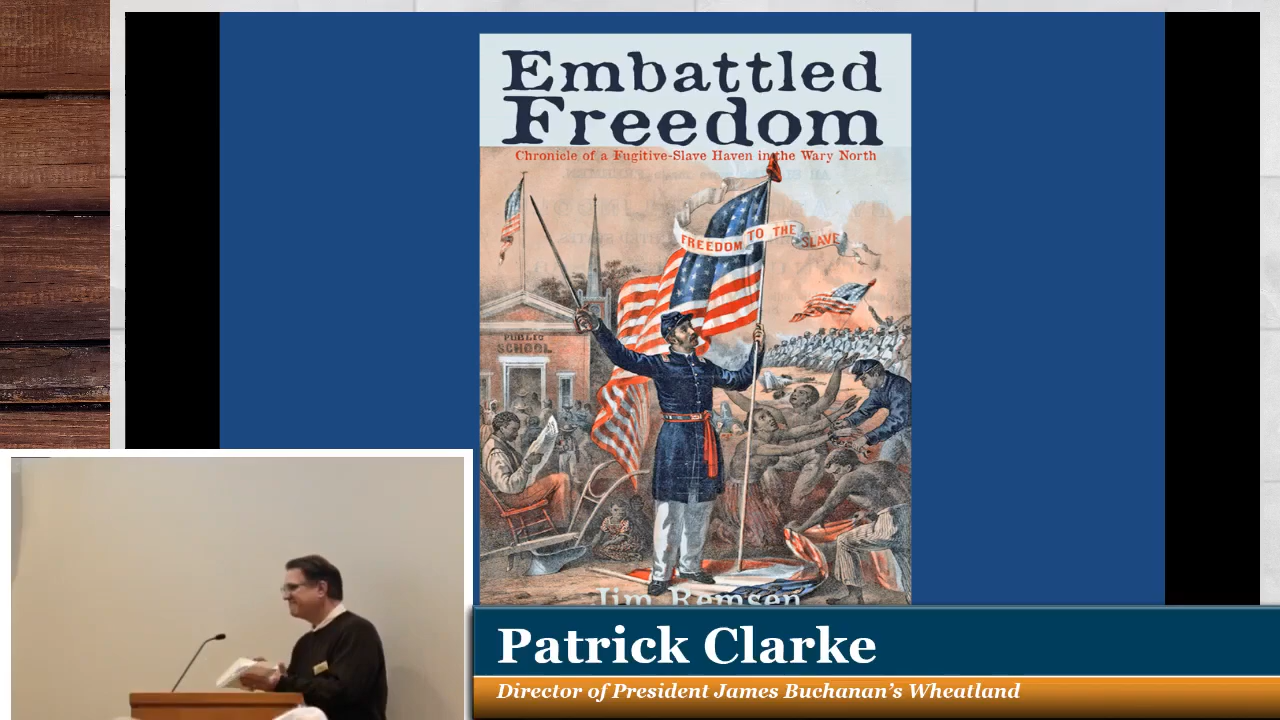 Embattled
Freedom
Chronicle of a Fugitive-Slave Haven in the Wary North
FREEDOM TO THE SLAVE
PUBLIC
SCHOOL
Jim Remsen
Patrick Clarke
Director of President James Buchanan’s Wheatland